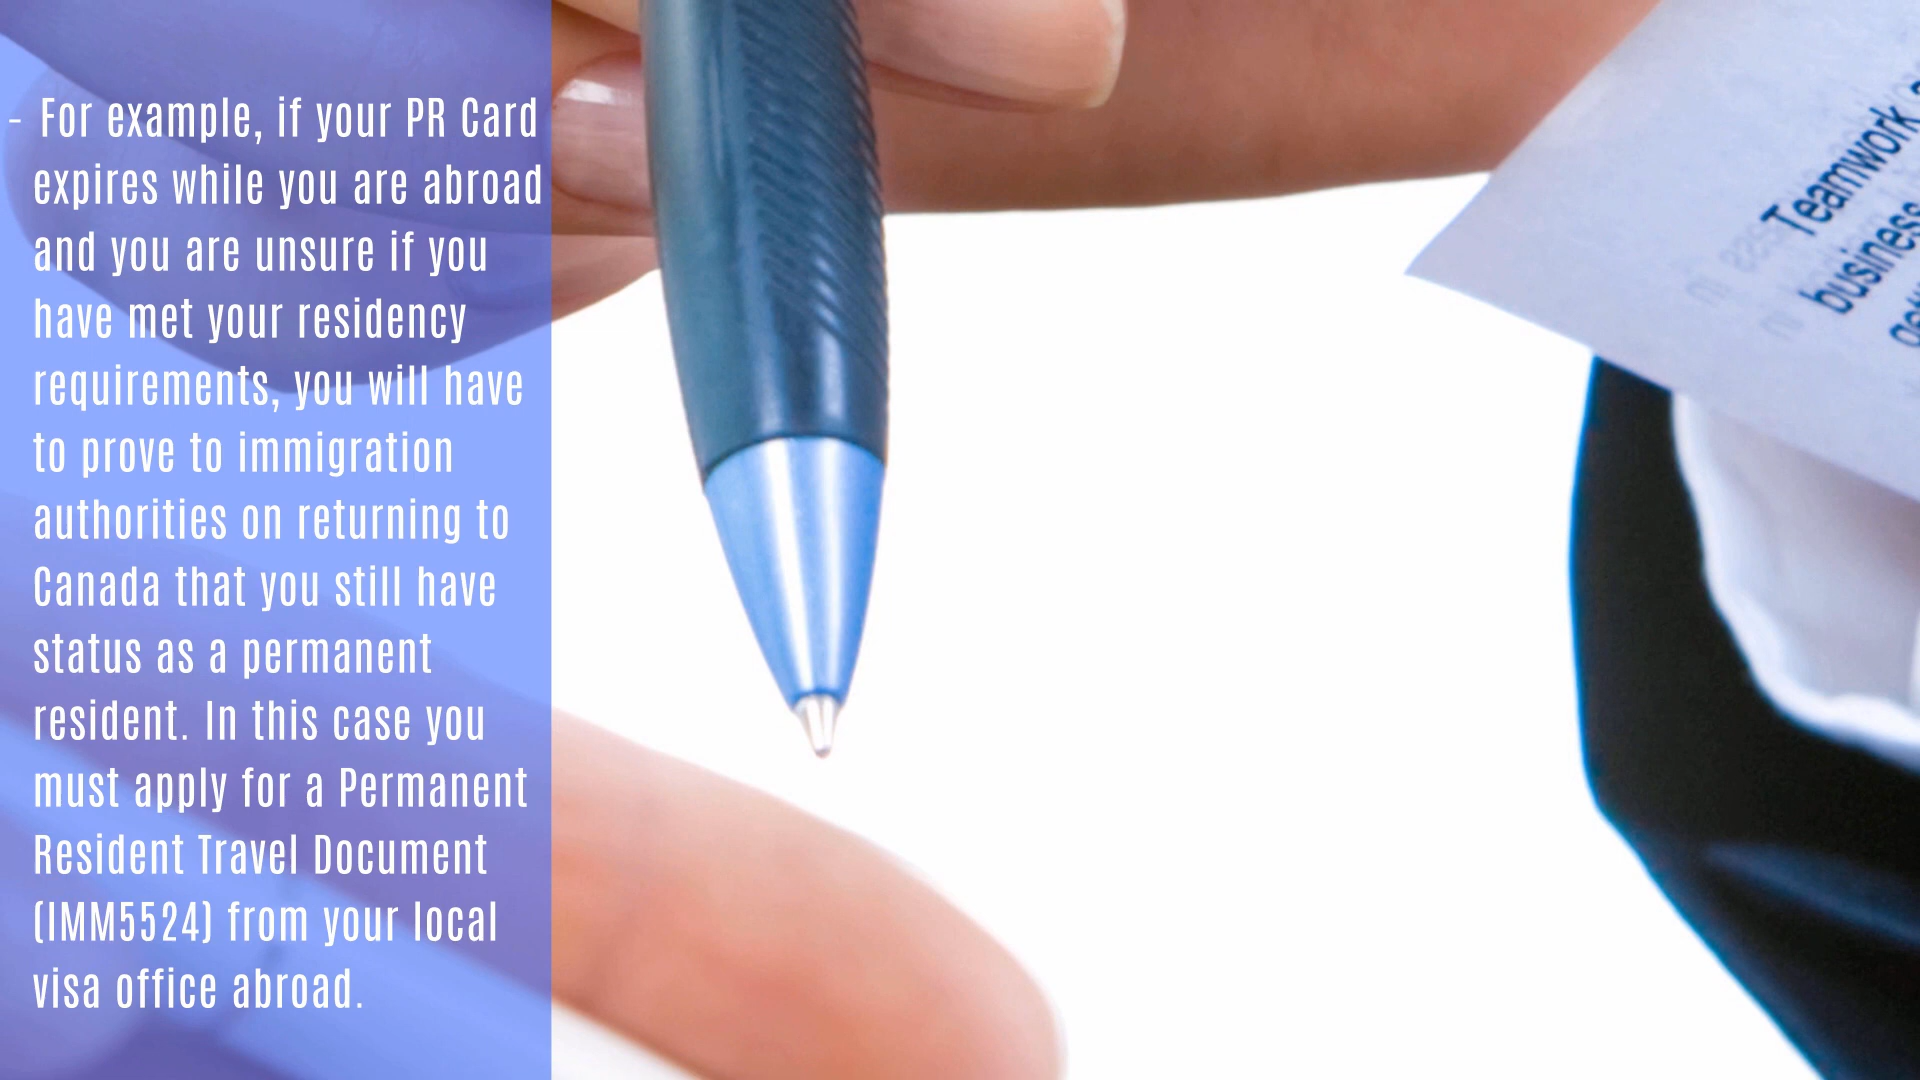 - For example, if your PR Card
expires while you are abroad
and you are unsure if you
have met your residency
requirements, you will have
to prove to immigration
authorities on returning to
Canada that you still have
status as a permanent
resident. In this case you
must apply for a Permanent
Resident Travel Document
(IMM5524) from your local
visa office abroad.
Teamwork
business